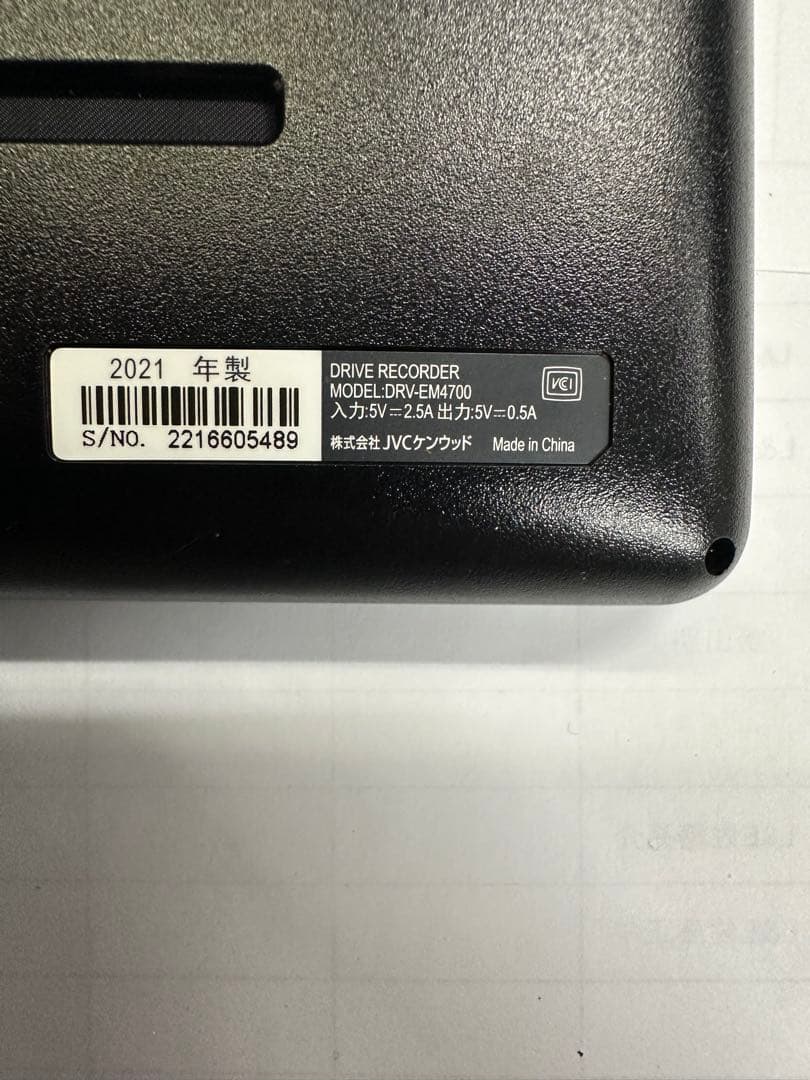 2021 年製
S/NO. 2216605489
DRIVE RECORDER
MODEL:DRV-EM4700
入力:5V⎓2.5A 出力:5V⎓0.5A
株式会社JVCケンウッド Made in China
VCCI